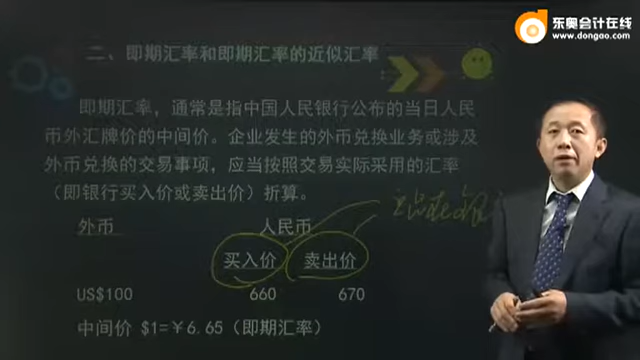 东奥会计在线
www.dongao.com
二、即期汇率和即期汇率的近似汇率
即期汇率，通常是指中国人民银行公布的当日人民
币外汇牌价的中间价。企业发生的外币兑换业务或涉及
外币兑换的交易事项，应当按照交易实际采用的汇率
（即银行买入价或卖出价）折算。
外币 人民币
买入价 卖出价
US$100 660 670
中间价 $1=￥6.65（即期汇率）